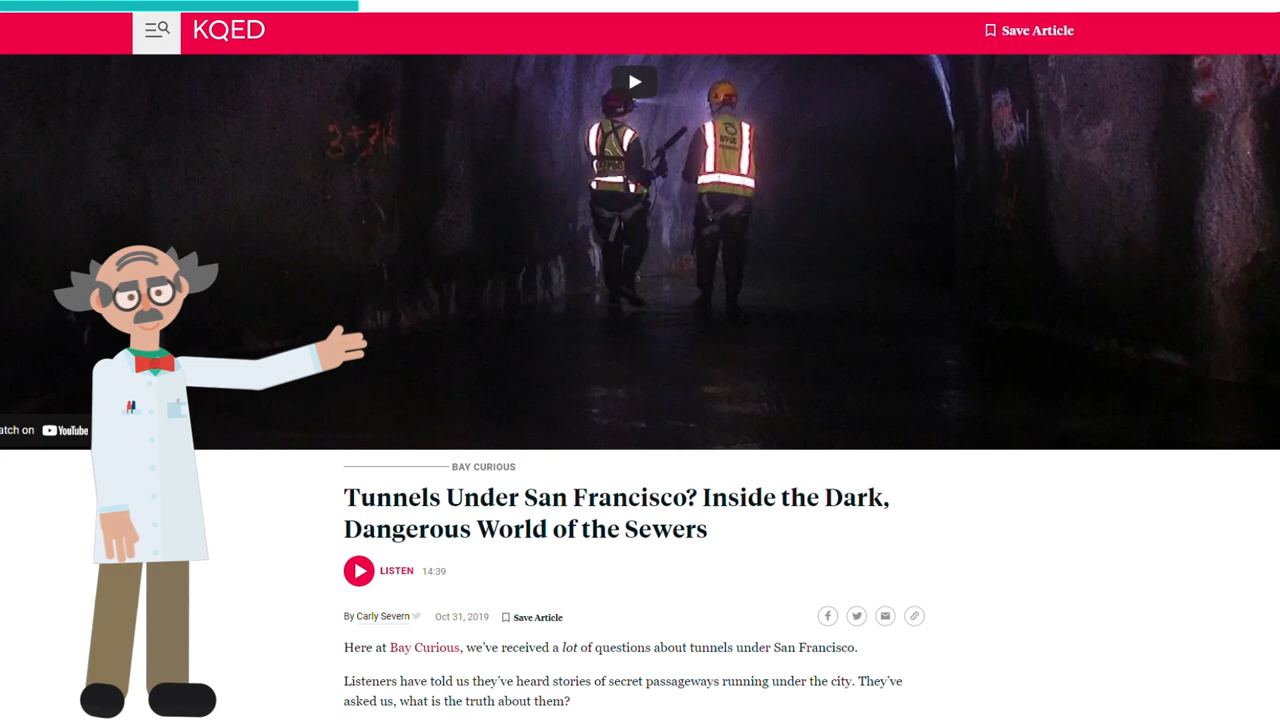 KQED
Save Article
3+31
atch on YouTube
BAY CURIOUS
Tunnels Under San Francisco? Inside the Dark,
Dangerous World of the Sewers
LISTEN 14:39
By Carly Severn Oct 31, 2019 Save Article
Here at Bay Curious, we've received a lot of questions about tunnels under San Francisco.
Listeners have told us they've heard stories of secret passageways running under the city. They've
asked us, what is the truth about them?